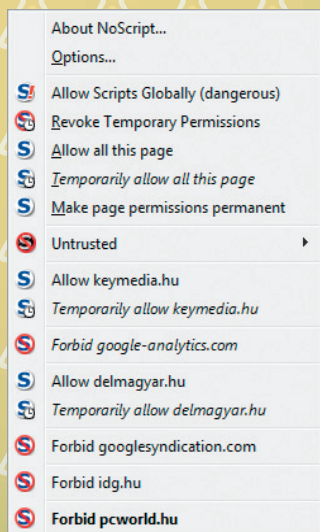 About NoScript...
Options...
Allow Scripts Globally (dangerous)
Revoke Temporary Permissions
Allow all this page
Temporarily allow all this page
Make page permissions permanent
Untrusted
Allow keymedia.hu
Temporarily allow keymedia.hu
Forbid google-analytics.com
Allow delmagyar.hu
Temporarily allow delmagyar.hu
Forbid googlesyndication.com
Forbid idg.hu
Forbid pcworld.hu